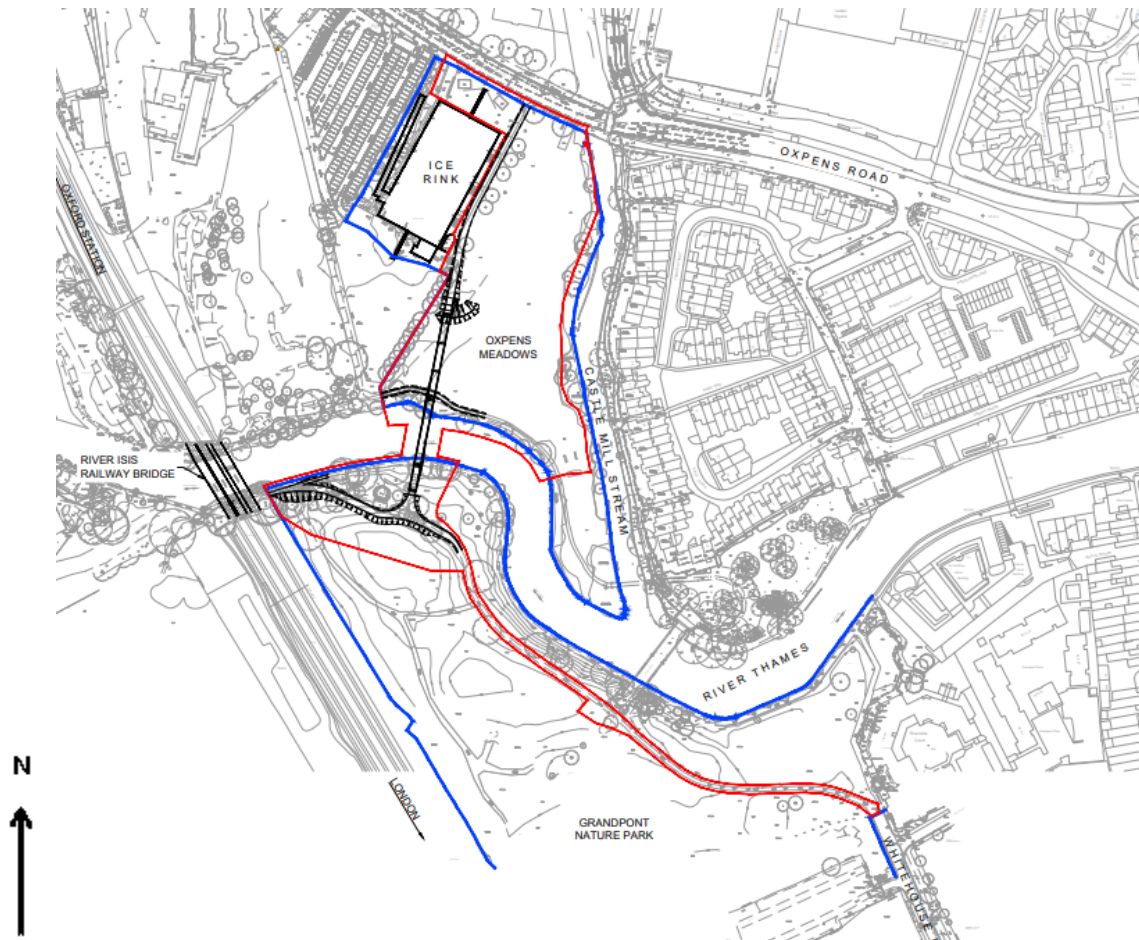 ICE
RINK
OXPENS ROAD
OXFORD STATION
OXPENS
MEADOWS
CASTLE MILL STREAM
RIVER ISIS
RAILWAY BRIDGE
RIVER THAMES
N
LONDON
GRANDPONT
NATURE PARK
WHITEHOUSE